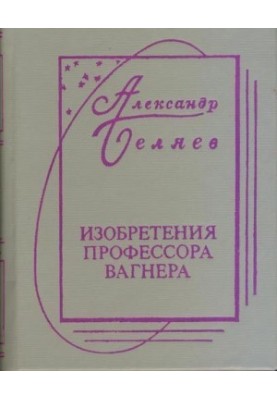 Александр
Беляев
ИЗОБРЕТЕНИЯ
ПРОФЕССОРА
ВАГНЕРА